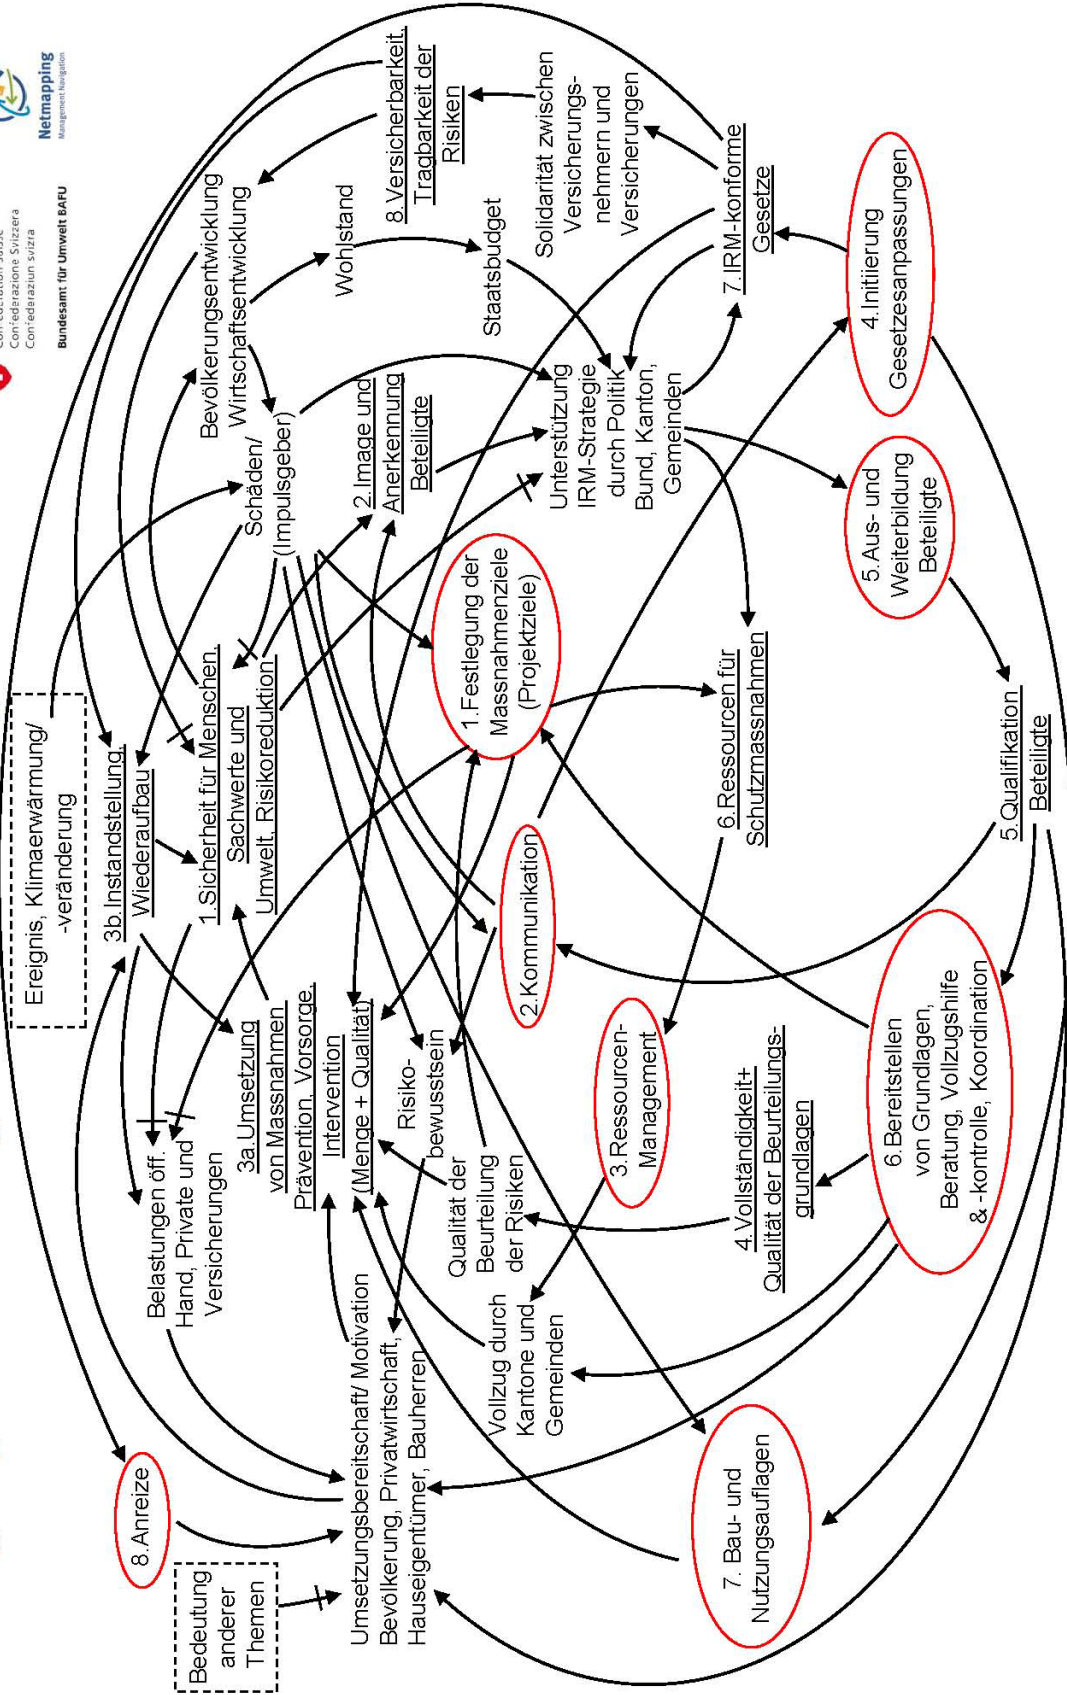 Confederazione Svizzera
Confederaziun svizra
Bundesamt für Umwelt BAFU
Netmapping
Management Navigation
Ereignis, Klimaerwärmung/
-veränderung
Bedeutung
anderer
Themen
8.Anreize
Belastungen öff.
Hand, Private und
Versicherungen
3b.Instandstellung,
Wiederaufbau
1.Sicherheit für Menschen,
Sachwerte und
Umwelt, Risikoreduktion
Schäden/
(Impulsgeber)
Bevölkerungsentwicklung
Wirtschaftsentwicklung
Wohlstand
8.Versicherbarkeit,
Tragbarkeit der
Risiken
Umsetzungsbereitschaft/ Motivation
Bevölkerung, Privatwirtschaft,
Hauseigentümer, Bauherren
3a.Umsetzung
von Massnahmen
Prävention, Vorsorge,
Intervention
(Menge + Qualität)
Risiko-
bewusstsein
2.Image und
Anerkennung
Beteiligte
Staatsbudget
Solidarität zwischen
Versicherungs-
nehmern und
Versicherungen
Qualität der
Beurteilung
der Risiken
1.Festlegung der
Massnahmenziele
(Projektziele)
Unterstützung
IRM-Strategie
durch Politik
Bund, Kanton,
Gemeinden
Vollzug durch
Kantone und
Gemeinden
2.Kommunikation
3.Ressourcen-
Management
6.Ressourcen für
Schutzmassnahmen
7.IRM-konforme
Gesetze
4.Vollständigkeit+
Qualität der Beurteilungs-
grundlagen
7. Bau- und
Nutzungsauflagen
6.Bereitstellen
von Grundlagen,
Beratung, Vollzugshilfe
& -kontrolle, Koordination
5.Qualifikation
Beteiligte
5.Aus- und
Weiterbildung
Beteiligte
4.Initiierung
Gesetzesanpassungen